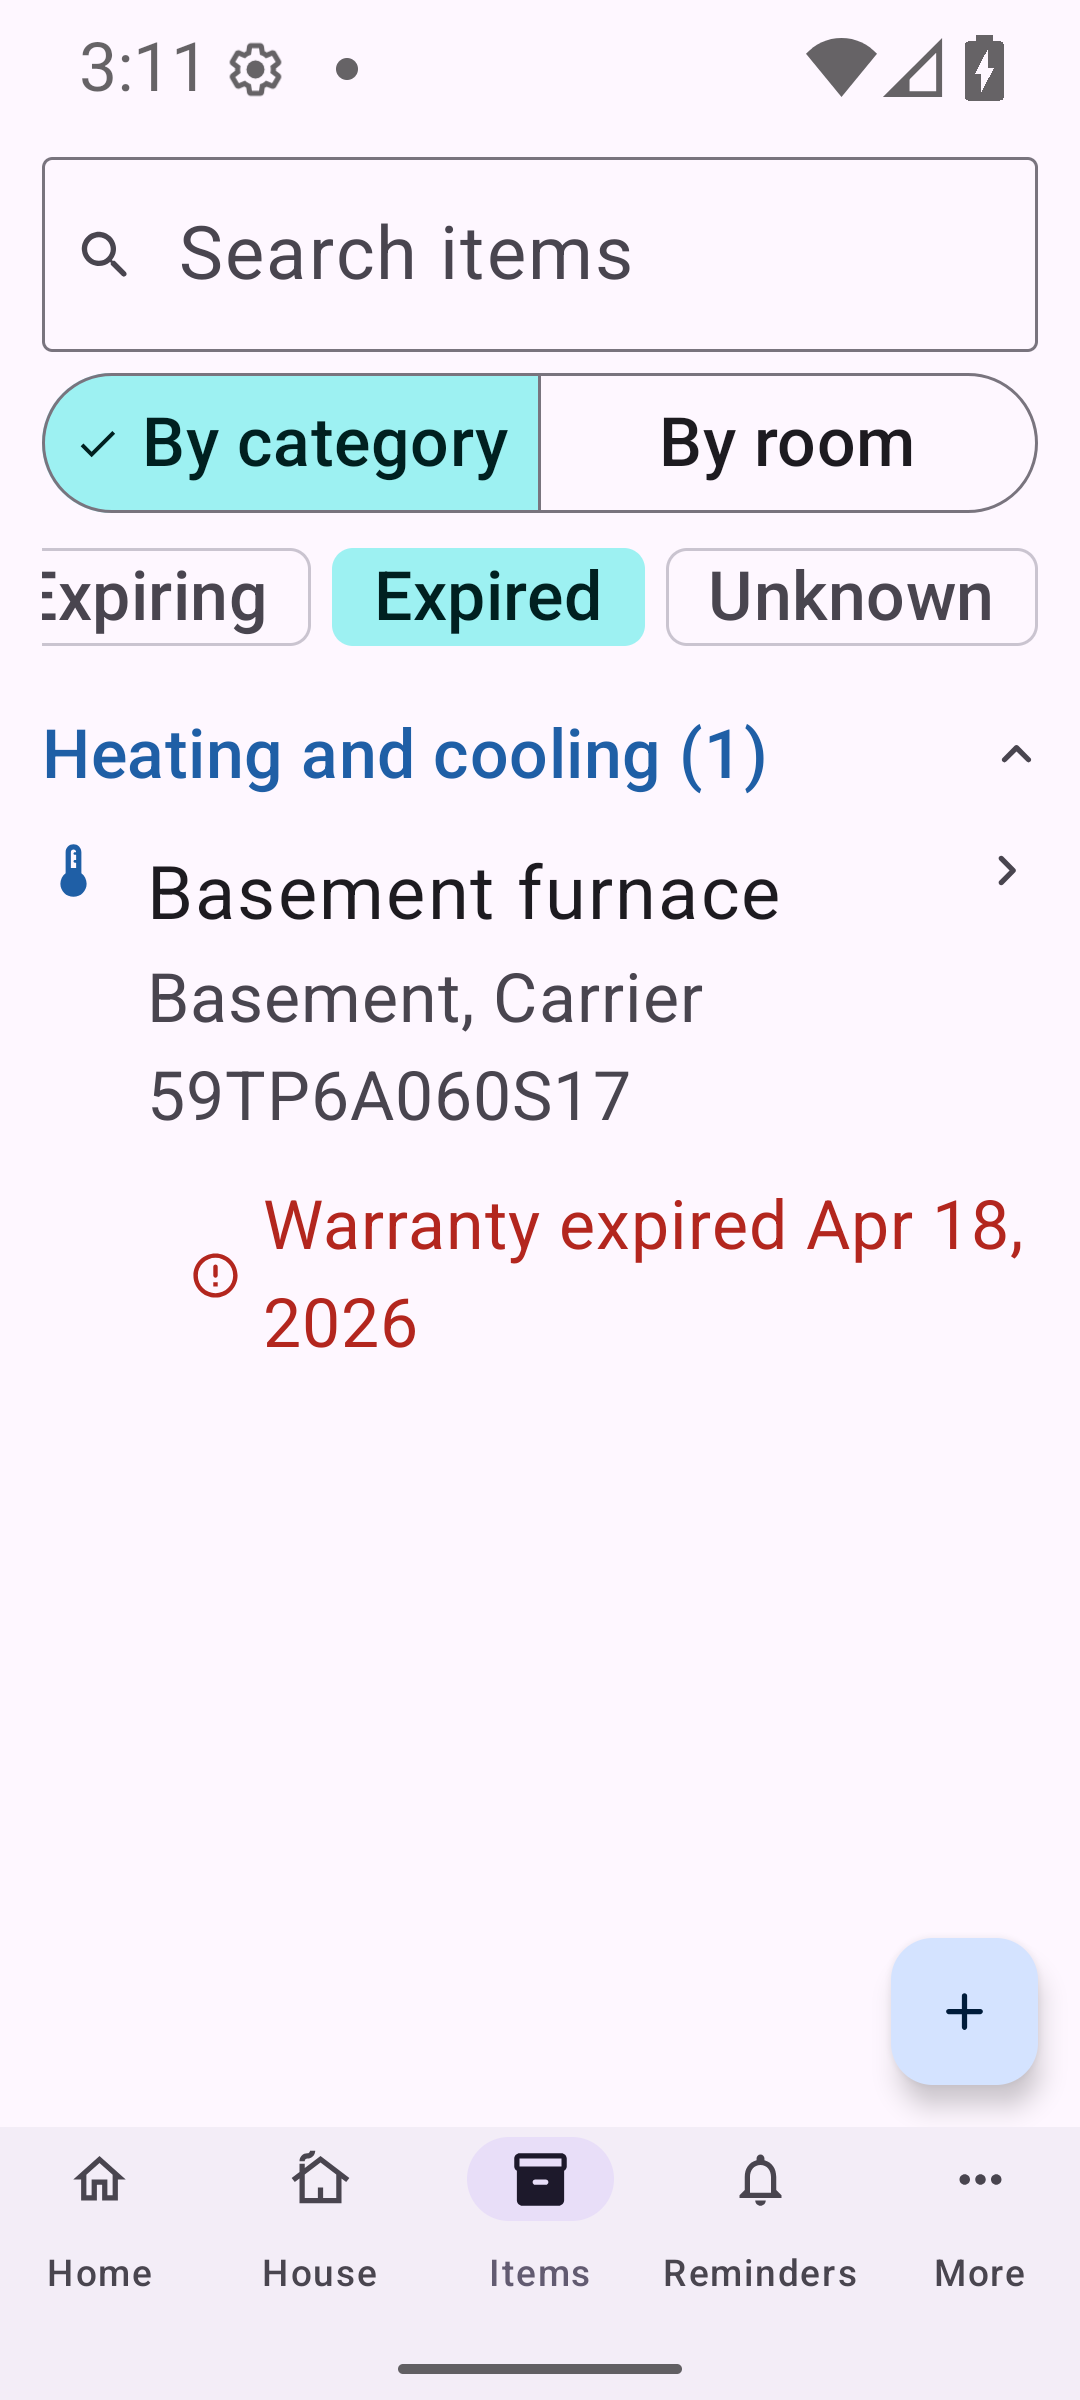 3:11
Search items
By category
By room
Expiring
Expired
Unknown
Heating and cooling (1)
Basement furnace
Basement, Carrier
59TP6A060S17
Warranty expired Apr 18,
2026
Home
House
Items
Reminders
More